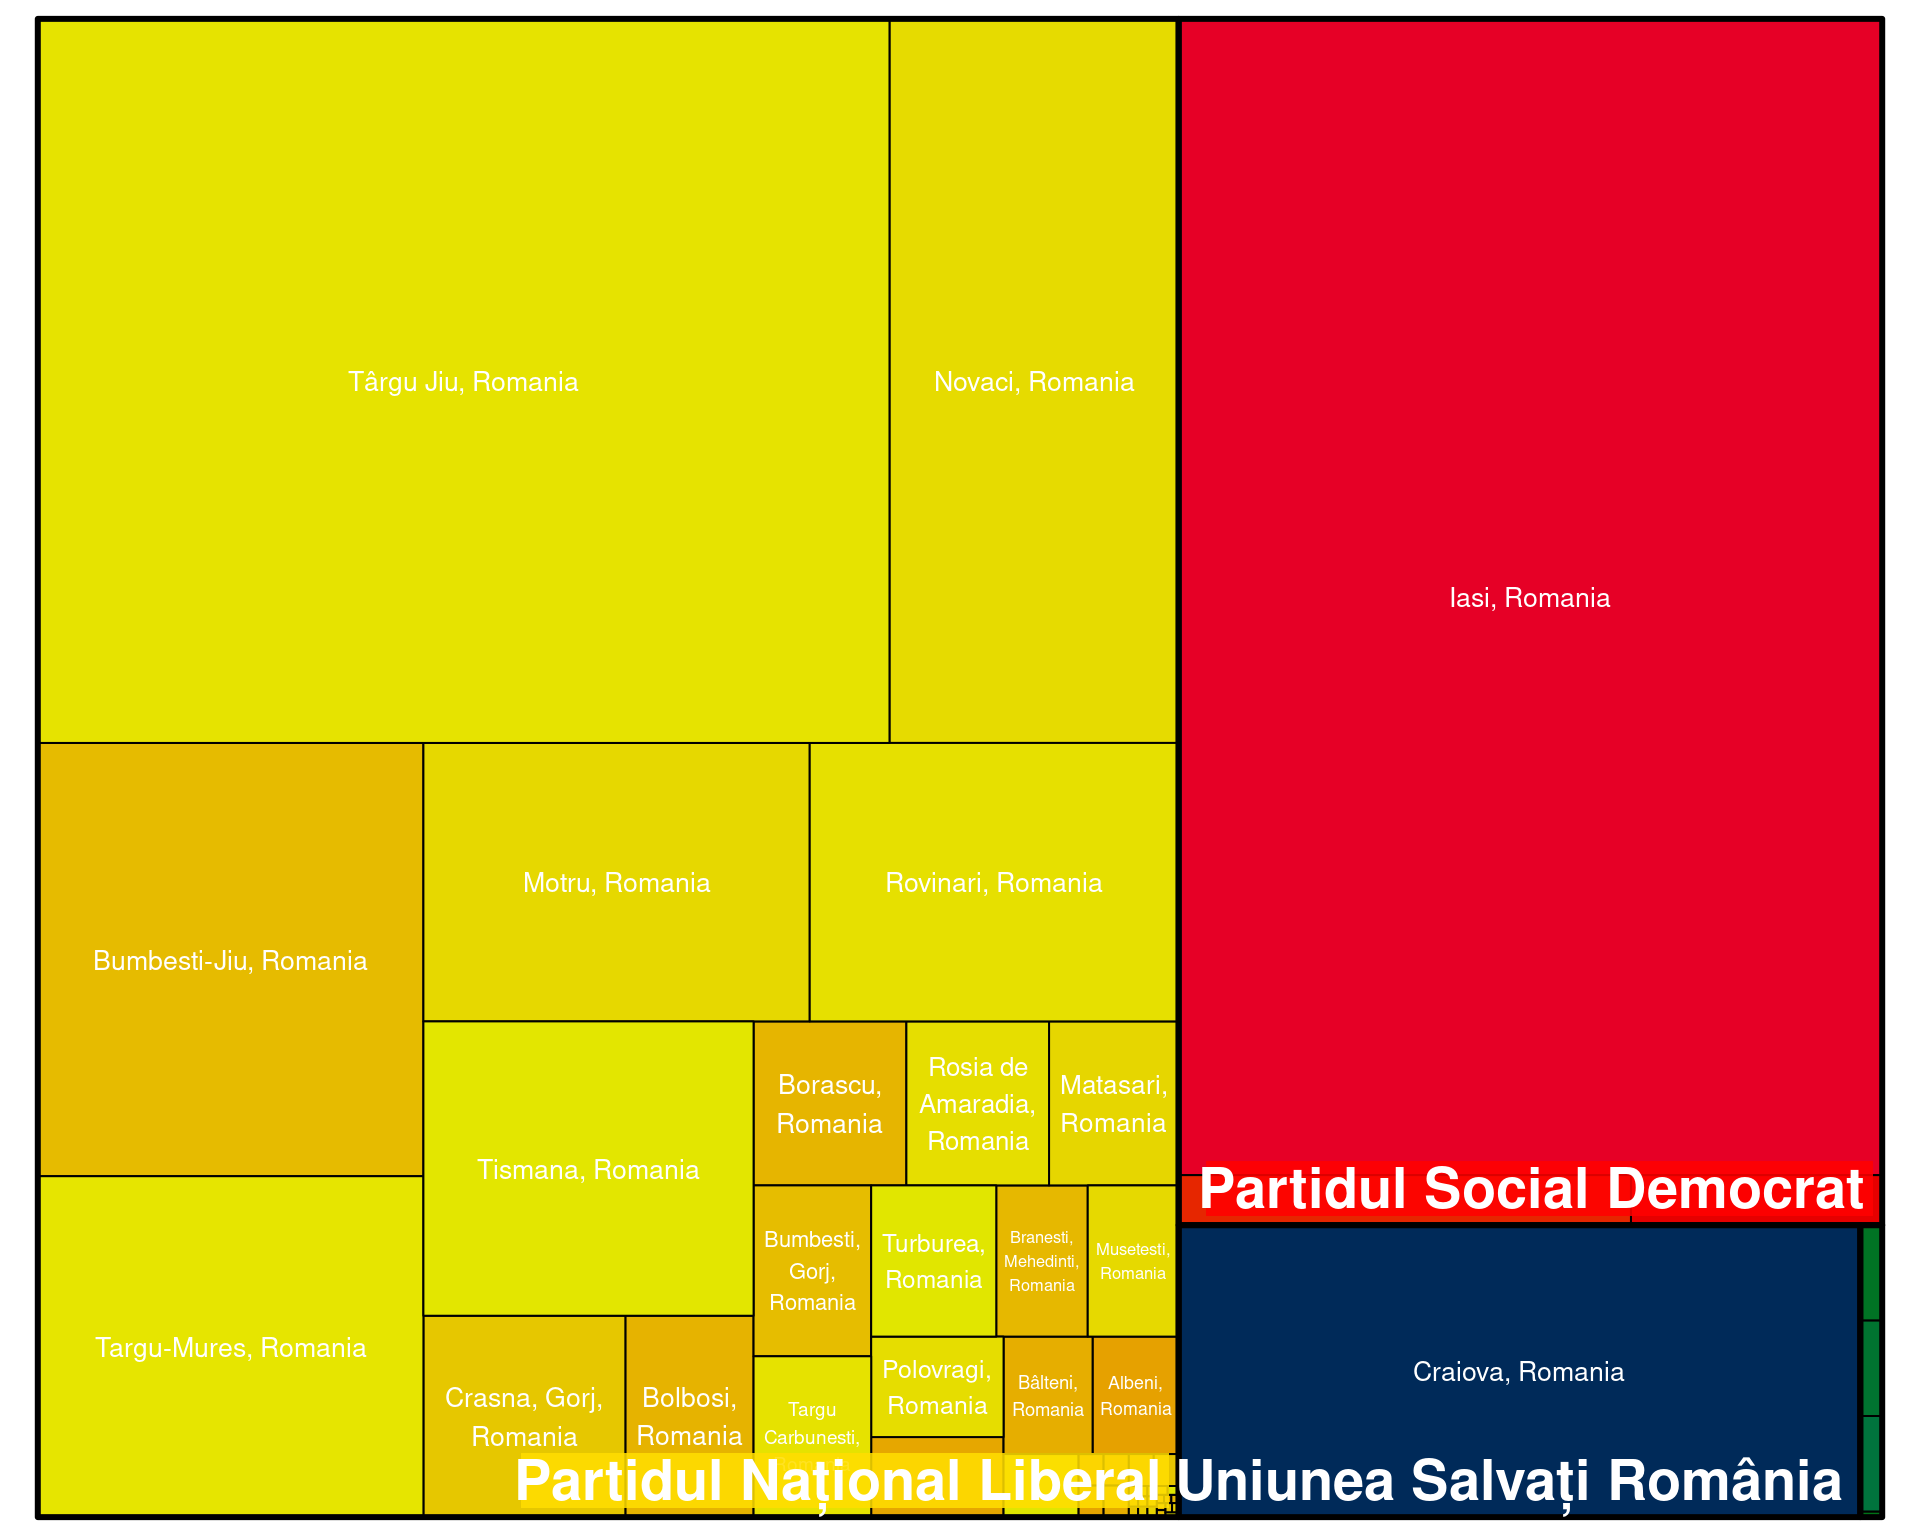 Târgu Jiu, Romania
Novaci, Romania
Iasi, Romania
Motru, Romania
Rovinari, Romania
Bumbesti-Jiu, Romania
Borascu,
Romania
Rosia de
Amaradia,
Romania
Matasari,
Romania
Tismana, Romania
Partidul Social Democrat
Bumbesti,
Gorj,
Romania
Turburea,
Romania
Branesti,
Mehedinti,
Romania
Musetesti,
Romania
Targu-Mures, Romania
Crasna, Gorj,
Romania
Bolbosi,
Romania
Targu
Carbunesti,
Polovragi,
Romania
Bâlteni,
Romania
Albeni,
Romania
Craiova, Romania
Partidul Național Liberal
Uniunea Salvați România